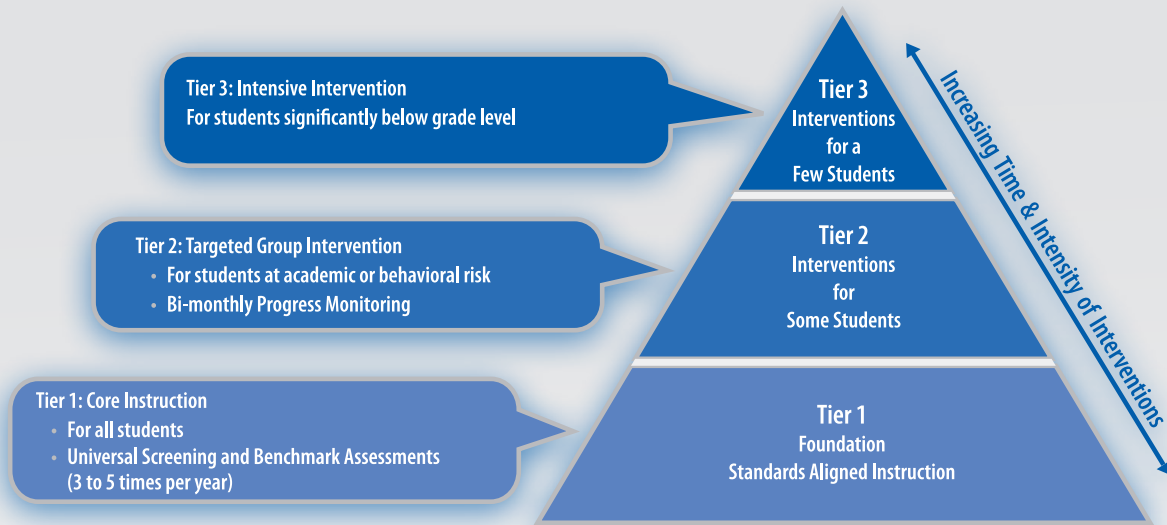 Tier 3: Intensive Intervention
For students significantly below grade level
Tier 3
Interventions
for a
Few Students
Increasing Time & Intensity of Interventions
Tier 2: Targeted Group Intervention
• For students at academic or behavioral risk
• Bi-monthly Progress Monitoring
Tier 2
Interventions
for
Some Students
Tier 1: Core Instruction
• For all students
• Universal Screening and Benchmark Assessments
(3 to 5 times per year)
Tier 1
Foundation
Standards Aligned Instruction